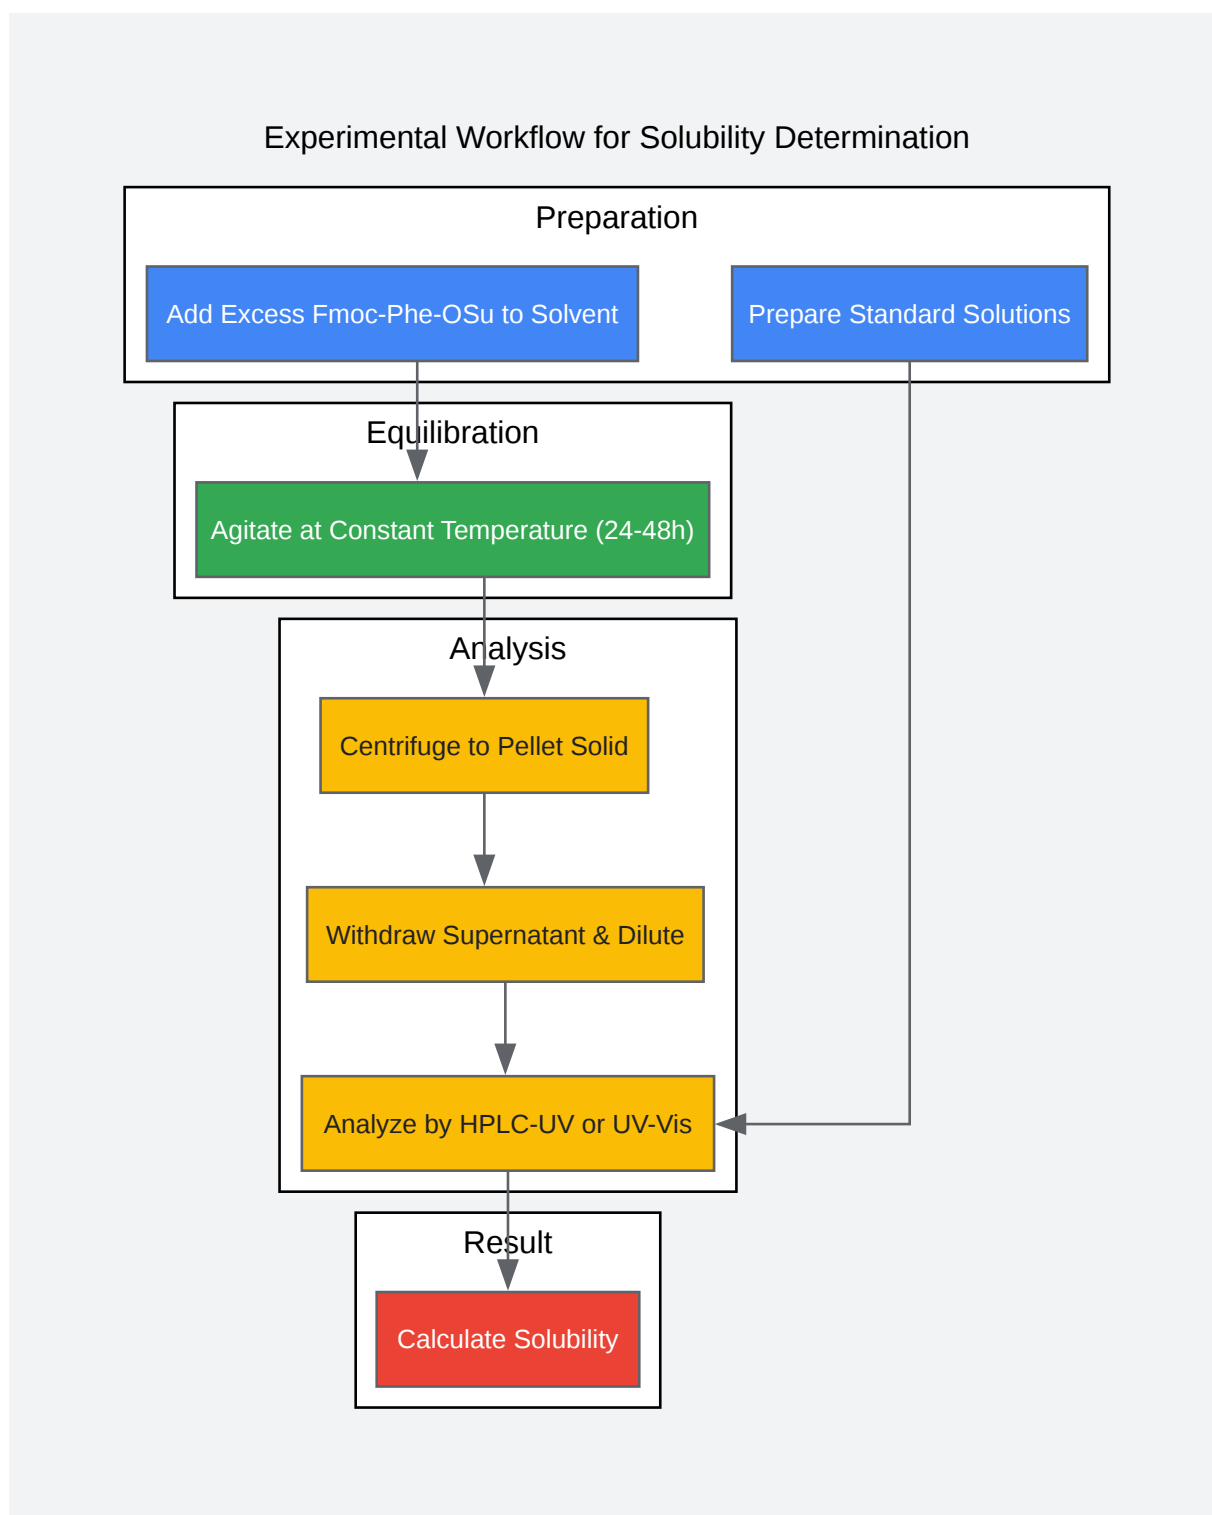 Experimental Workflow for Solubility Determination
Preparation
Add Excess Fmoc-Phe-OSu to Solvent
Prepare Standard Solutions
Equilibration
Agitate at Constant Temperature (24-48h)
Analysis
Centrifuge to Pellet Solid
Withdraw Supernatant & Dilute
Analyze by HPLC-UV or UV-Vis
Result
Calculate Solubility